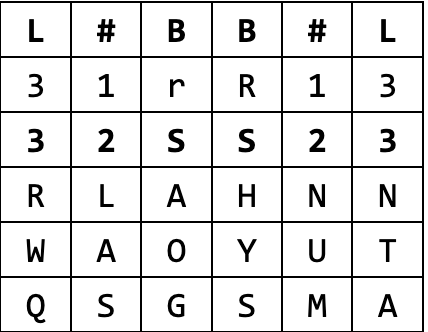 L # B B # L
3 1 r R 1 3
3 2 S S 2 3
R L A H N N
W A O Y U T
Q S G S M A